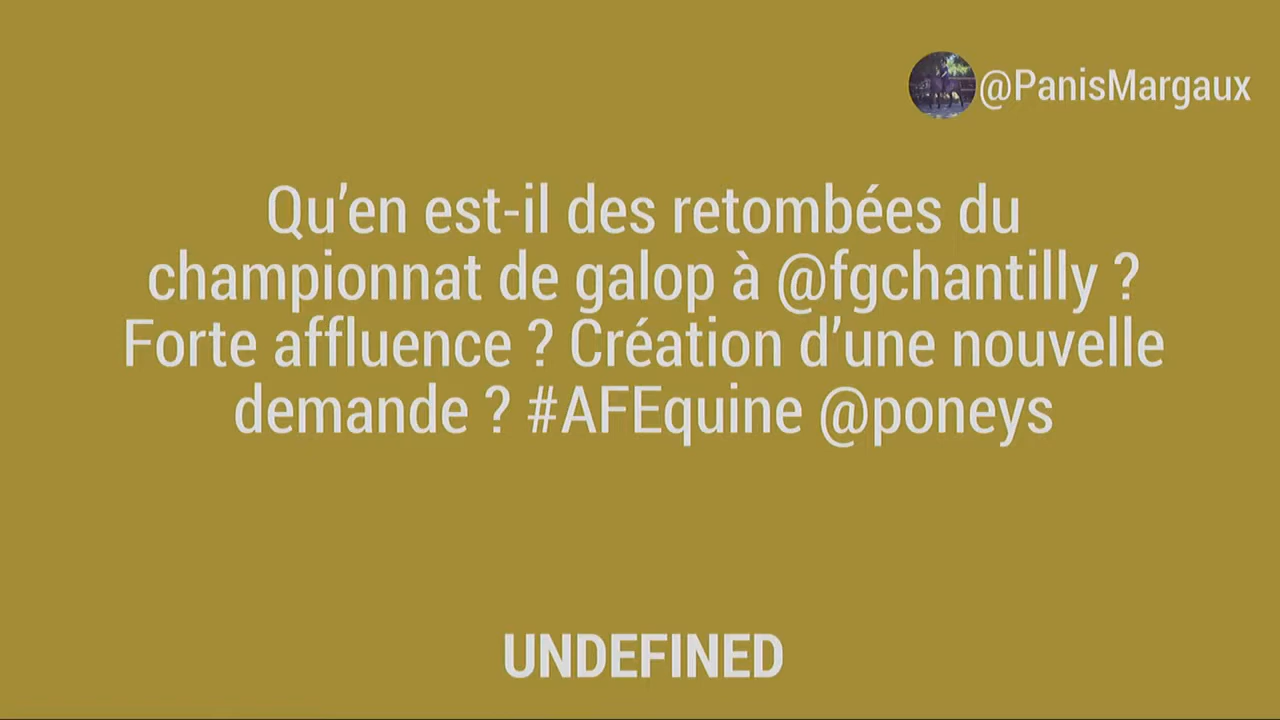 @PanisMargaux
Qu’en est-il des retombées du
championnat de galop à @fgchantilly ?
Forte affluence ? Création d’une nouvelle
demande ? #AFEquine @poneys
UNDEFINED